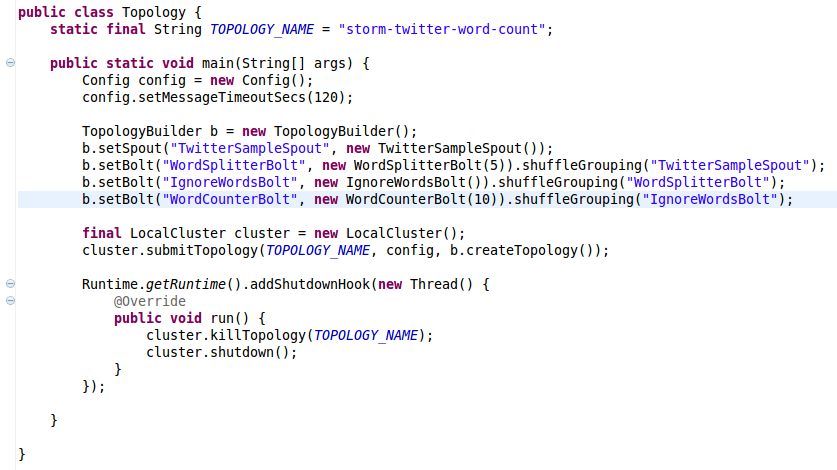 public class Topology {
    static final String TOPOLOGY_NAME = "storm-twitter-word-count";

    public static void main(String[] args) {
        Config config = new Config();
        config.setMessageTimeoutSecs(120);

        TopologyBuilder b = new TopologyBuilder();
        b.setSpout("TwitterSampleSpout", new TwitterSampleSpout());
        b.setBolt("WordSplitterBolt", new WordSplitterBolt(5)).shuffleGrouping("TwitterSampleSpout");
        b.setBolt("IgnoreWordsBolt", new IgnoreWordsBolt()).shuffleGrouping("WordSplitterBolt");
        b.setBolt("WordCounterBolt", new WordCounterBolt(10)).shuffleGrouping("IgnoreWordsBolt");

        final LocalCluster cluster = new LocalCluster();
        cluster.submitTopology(TOPOLOGY_NAME, config, b.createTopology());

        Runtime.getRuntime().addShutdownHook(new Thread() {
            @Override
            public void run() {
                cluster.killTopology(TOPOLOGY_NAME);
                cluster.shutdown();
            }
        });

    }

}